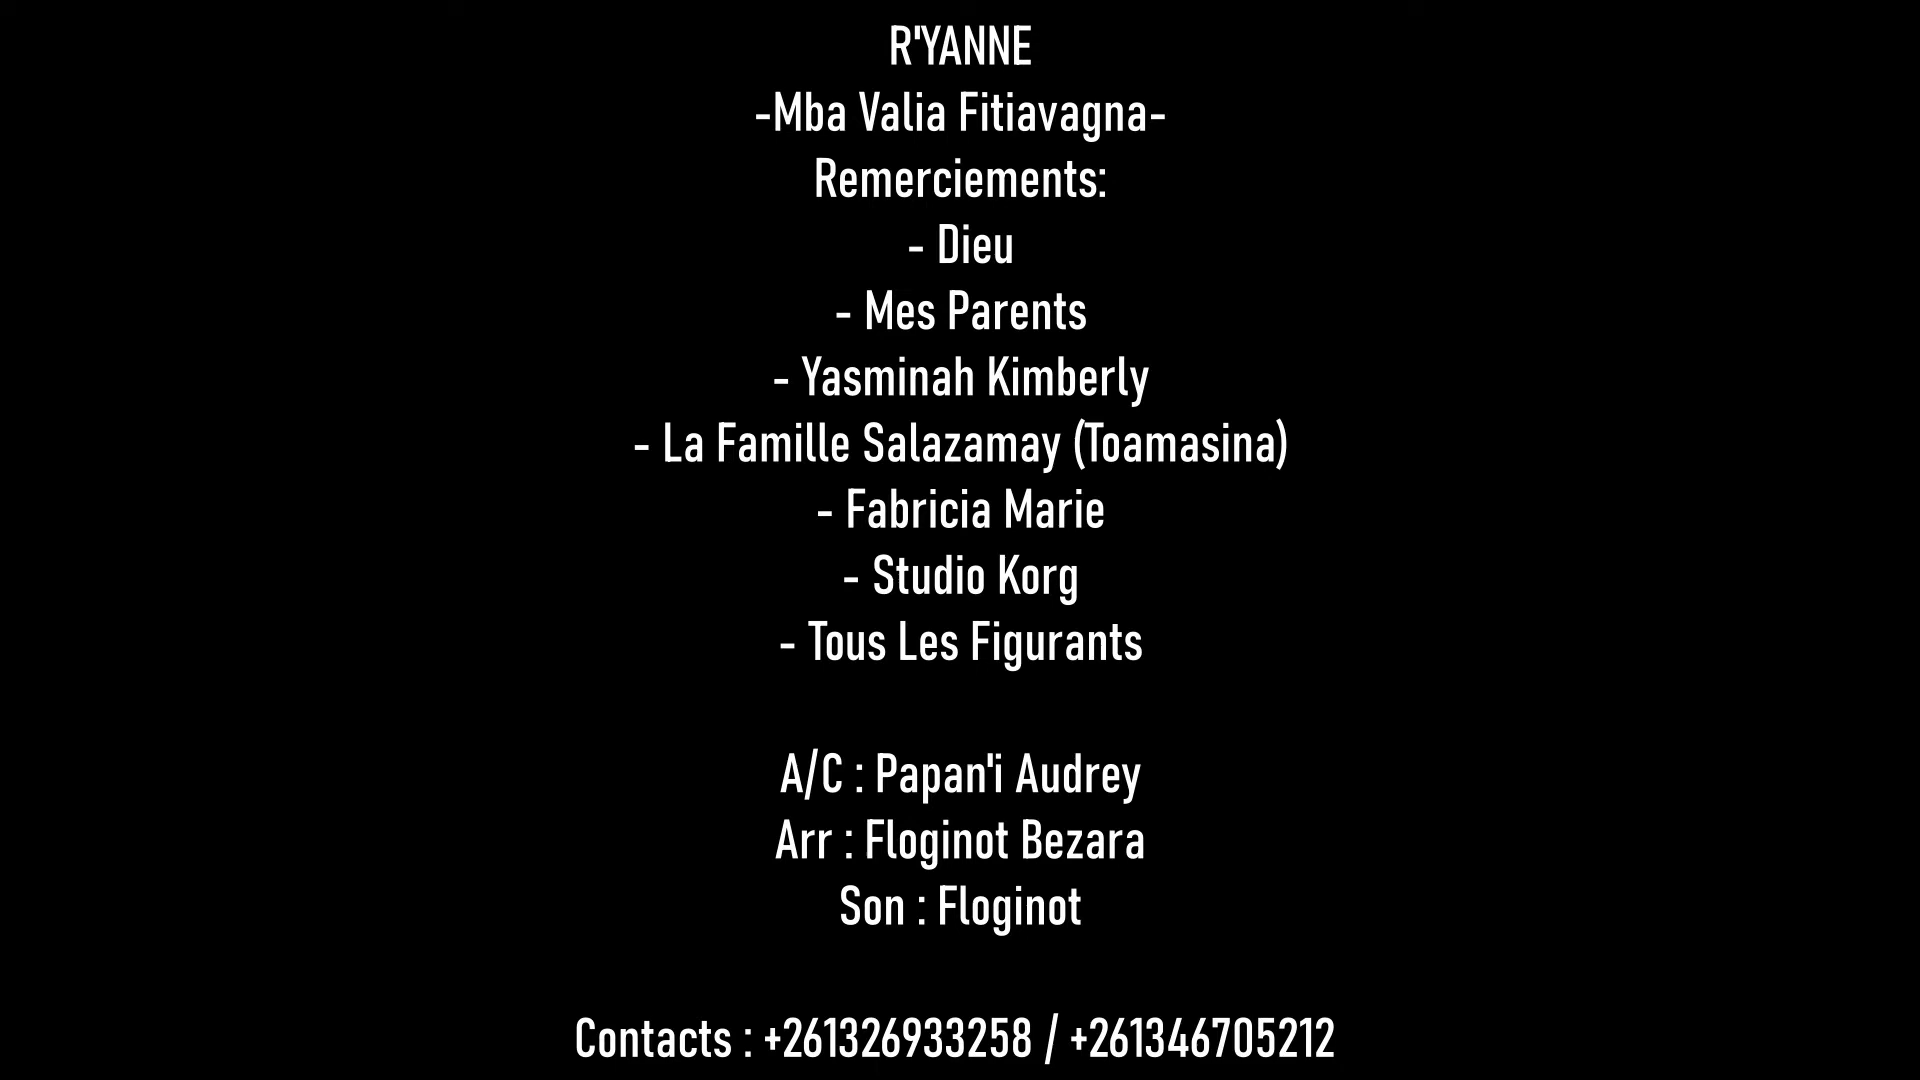 R'YANNE
-Mba Valia Fitiavagna-
Remerciements:
- Dieu
- Mes Parents
- Yasminah Kimberly
- La Famille Salazamay (Toamasina)
- Fabricia Marie
- Studio Korg
- Tous Les Figurants
A/C : Papan'i Audrey
Arr : Floginot Bezara
Son : Floginot
Contacts : +261326933258 / +261346705212